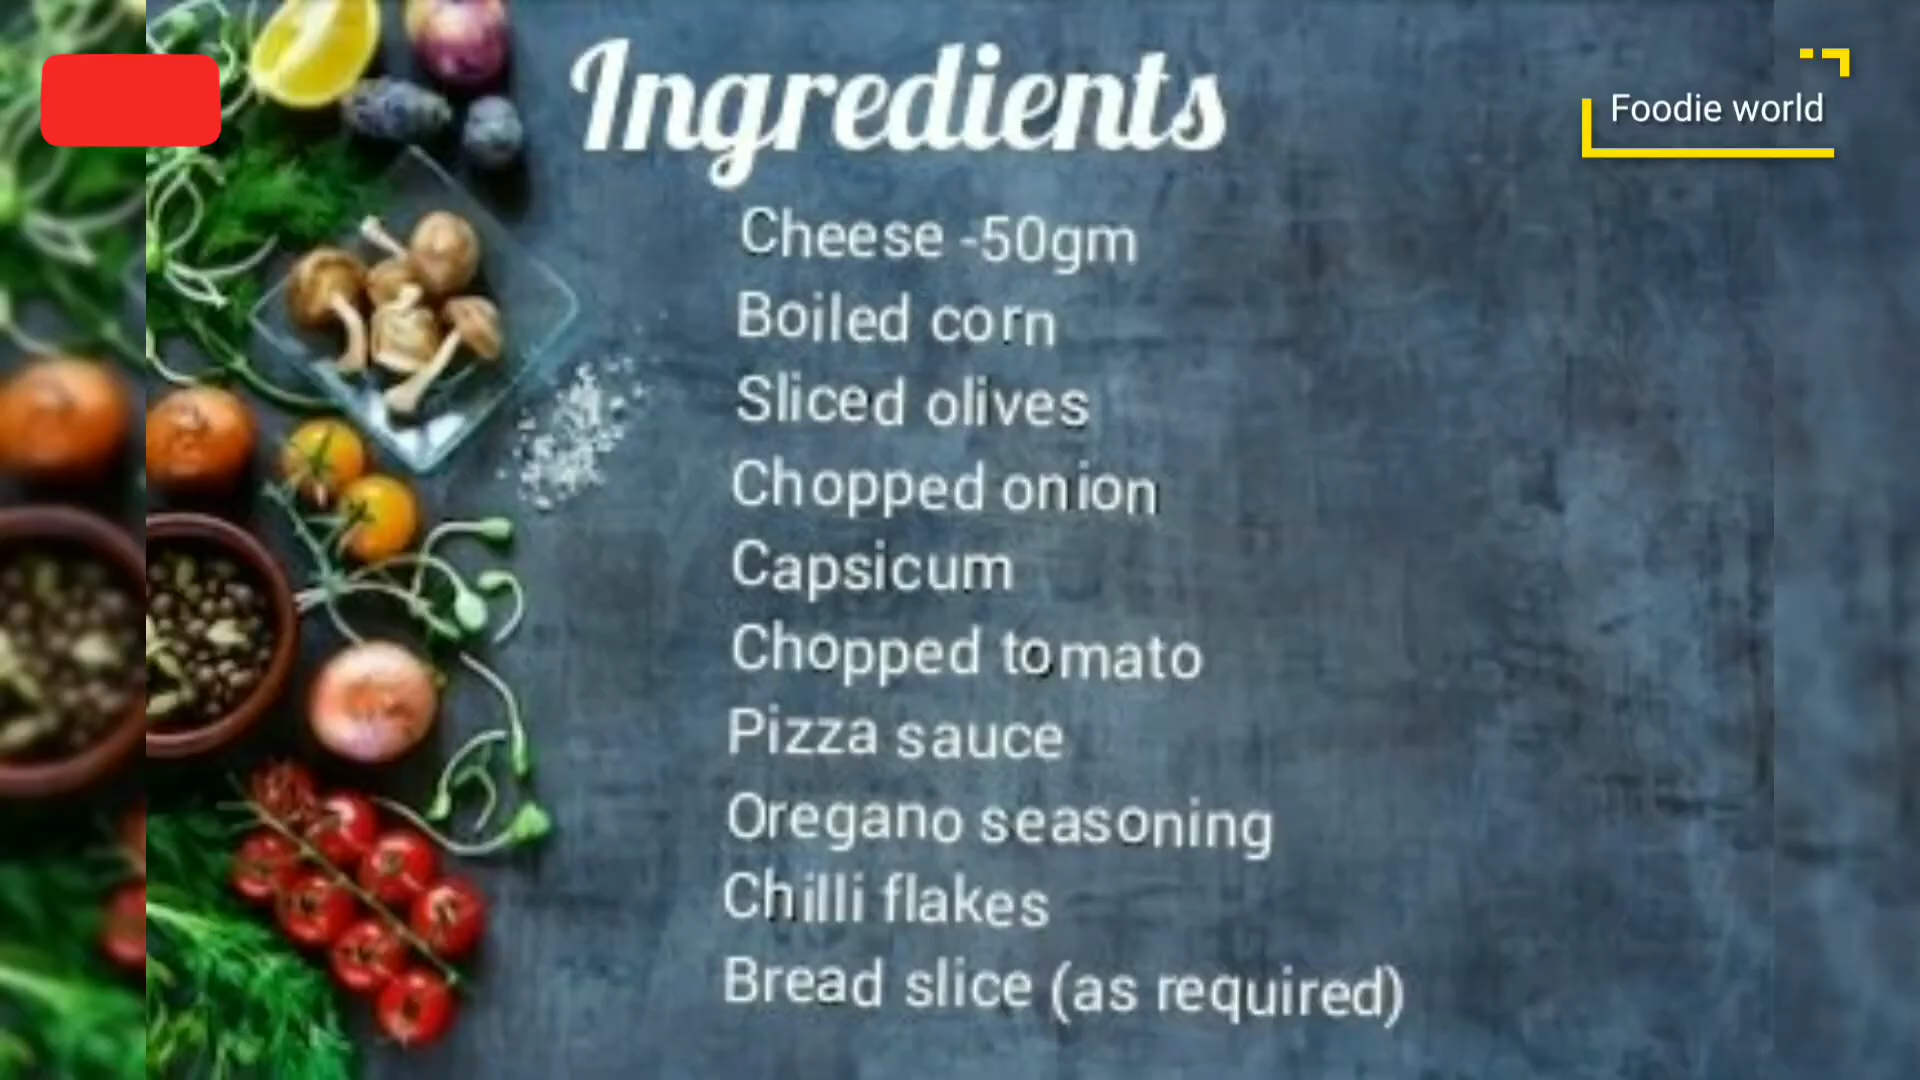 Ingredients
Foodie world
Cheese -50gm
Boiled corn
Sliced olives
Chopped onion
Capsicum
Chopped tomato
Pizza sauce
Oregano seasoning
Chilli flakes
Bread slice (as required)